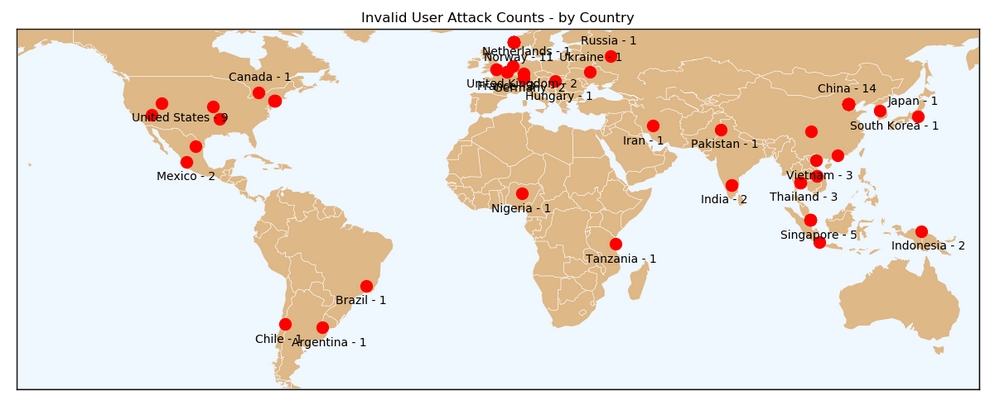 Invalid User Attack Counts - by Country
Russia - 1
Netherlands - 1
Norway - 11
Ukraine - 1
Canada - 1
United Kingdom - 2
Germany - 2
China - 14
Hungary - 1
Japan - 1
United States - 9
South Korea - 1
Iran - 1
Pakistan - 1
Mexico - 2
Vietnam - 3
India - 2
Thailand - 3
Nigeria - 1
Singapore - 5
Indonesia - 2
Tanzania - 1
Brazil - 1
Chile - 1
Argentina - 1